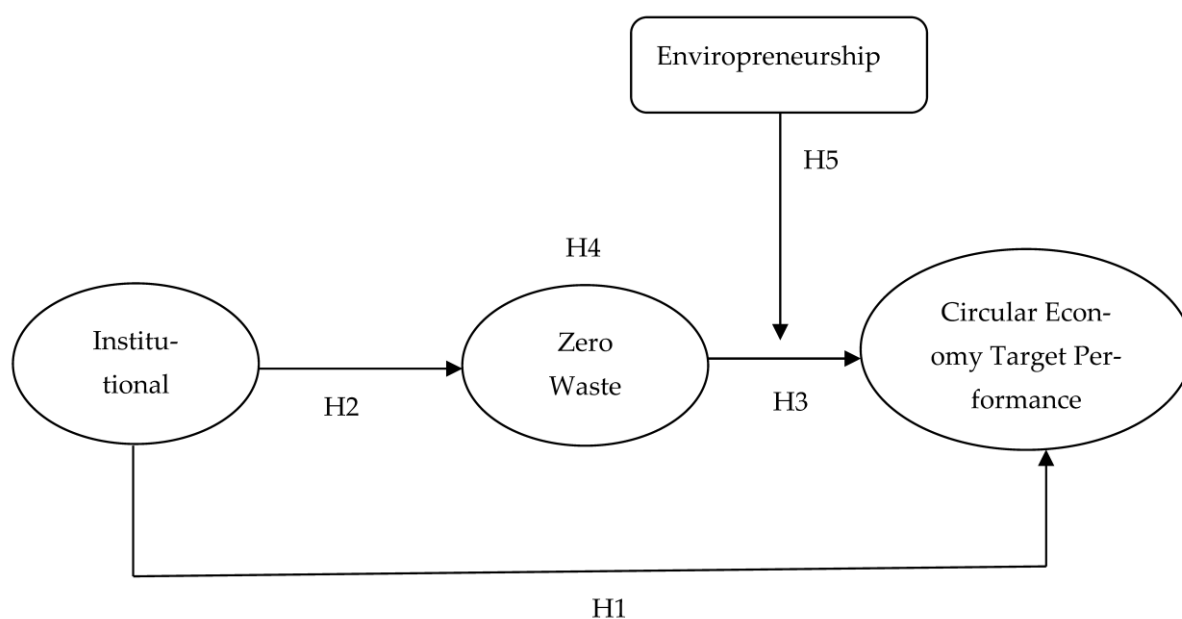 Enviropreneurship
H5
H4
Institu-
tional
H2
Zero
Waste
H3
Circular Econ-
omy Target Per-
formance
H1